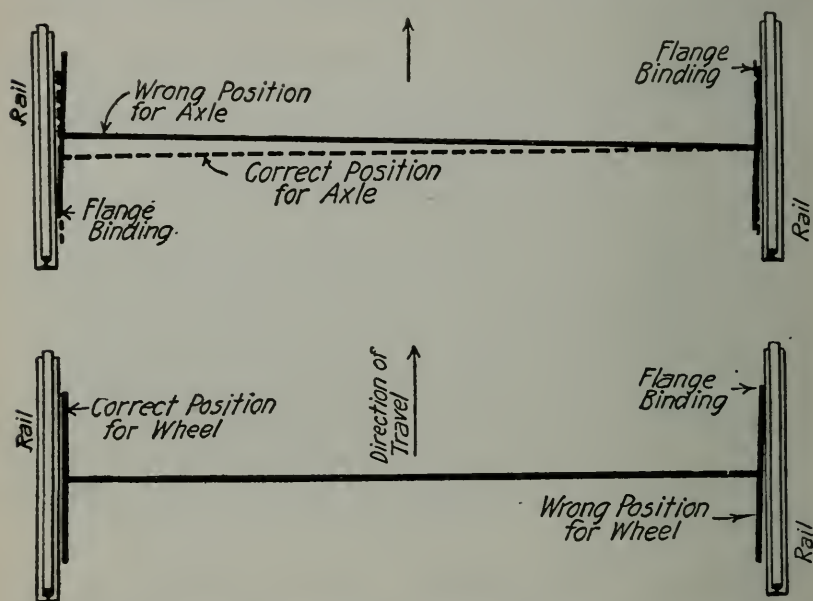 Rail
Wrong Position
for Axle
Flange
Binding
Correct Position
for Axle
Flange
Binding.
Rail
Rail
Correct Position
for Wheel
Direction of
Travel
Flange
Binding
Wrong Position
for Wheel
Rail